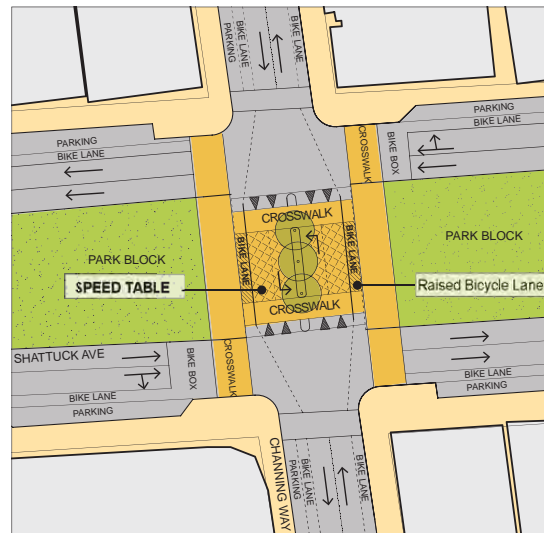 BIKE LANE
PARKING
BIKE LANE
PARKING
BIKE LANE
PARKING
BIKE LANE
BIKE BOX
CROSSWALK
CROSSWALK
PARK BLOCK
BIKE LANE
BIKE LANE
PARK BLOCK
SPEED TABLE
Raised Bicycle Lane
CROSSWALK
SHATTUCK AVE
BIKE BOX
CROSSWALK
BIKE LANE
PARKING
BIKE LANE
PARKING
CHANNING WAY
PARKING
BIKE LANE
BIKE LANE